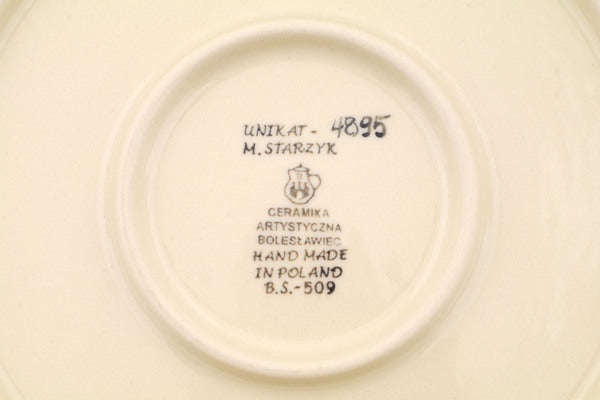 UNIKAT - 4895
M. STARZYK
B
CERAMIKA
ARTYSTYCZNA
BOLESŁAWIEC
HAND MADE
IN POLAND
B.S.-509